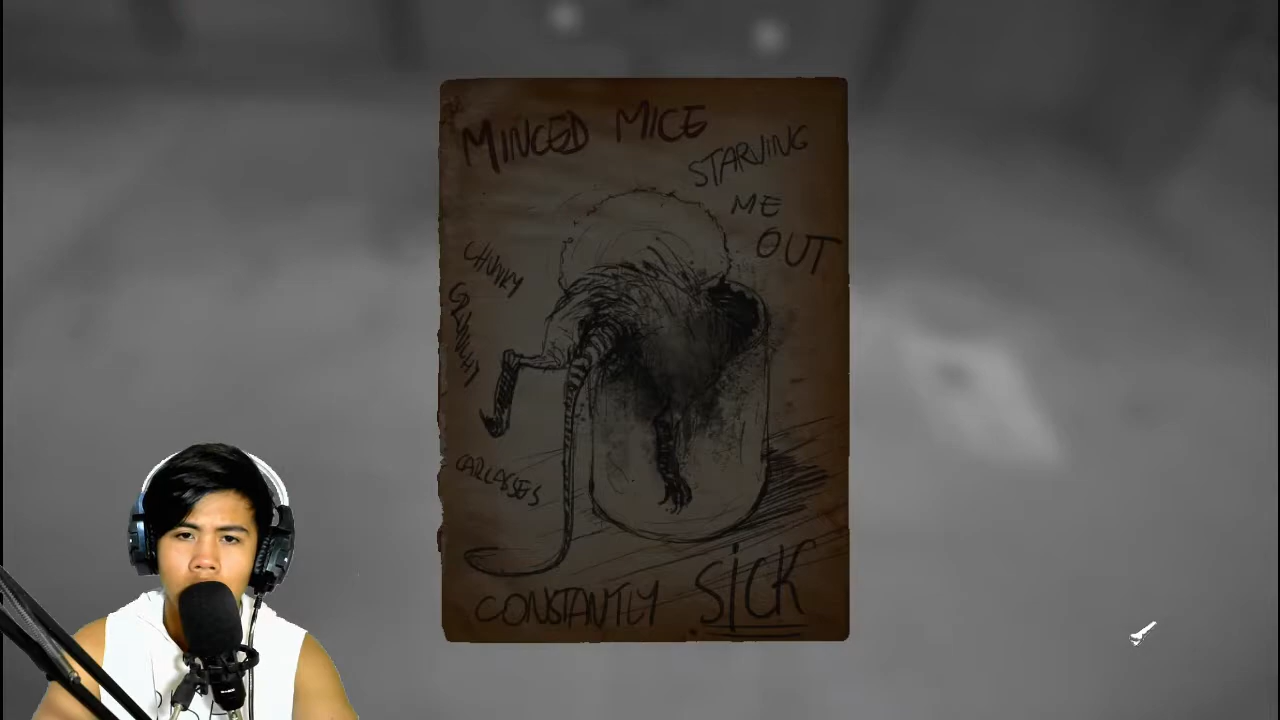 MINCED MICE
STARVING
ME
OUT
CHUNKY
CARCASSES
CONSTANTLY SICK